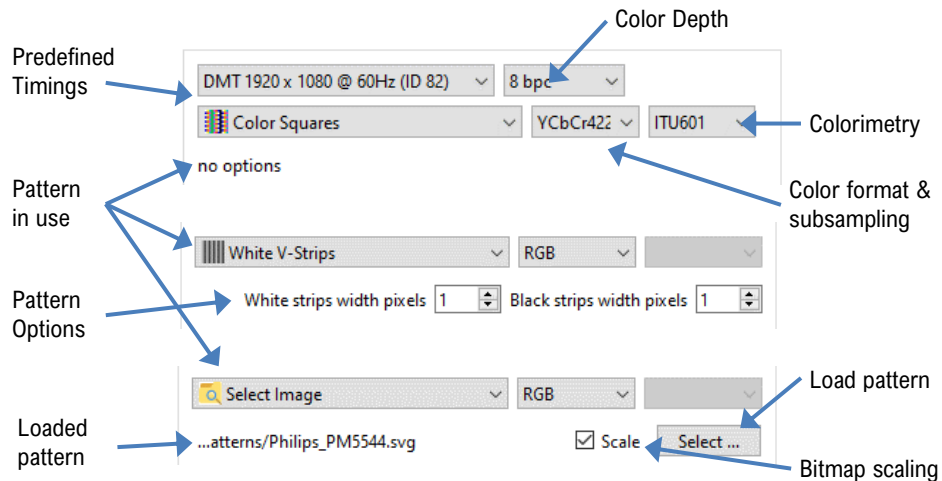 Color Depth
Predefined
Timings
DMT 1920 x 1080 @ 60Hz (ID 82)
8 bpc
Color Squares
YCbCr422
ITU601
Colorimetry
no options
Color format &
subsampling
Pattern
in use
White V-Strips
RGB
Pattern
Options
White strips width pixels
1
Black strips width pixels
1
Select Image
RGB
Load pattern
Loaded
pattern
...atterns/Philips_PM5544.svg
Scale
Select ...
Bitmap scaling